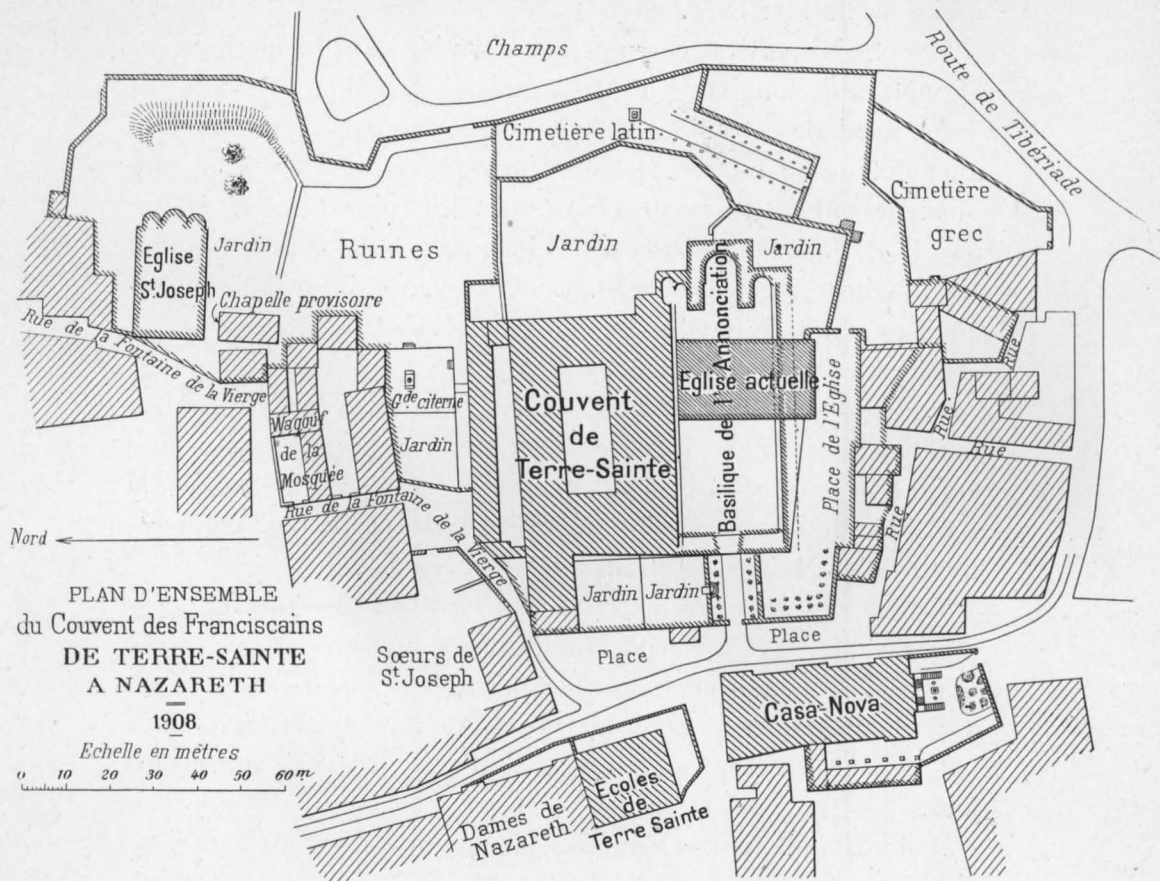 Champs
Route de Tibériade
Cimetière latin
Cimetière
grec
Jardin
Ruines
Jardin
Jardin
Eglise
St. Joseph
Chapelle provisoire
Rue de la Fontaine de la Vierge
Gde. citerne
Jardin
Wagouf
de la
Mosquée
Rue de la Fontaine de la Vierge
Couvent
de
Terre-Sainte
Basilique de l'Annonciation
Eglise actuelle
Place de l'Eglise
Rue
Rue
Rue
Rue
Nord
Jardin
Jardin
Place
Place
PLAN D'ENSEMBLE
du Couvent des Franciscains
DE TERRE-SAINTE
A NAZARETH
1908
Echelle en mètres
0 10 20 30 40 50 60 m
Sœurs de
St. Joseph
Casa-Nova
Ecoles
de
Terre Sainte
Dames de
Nazareth